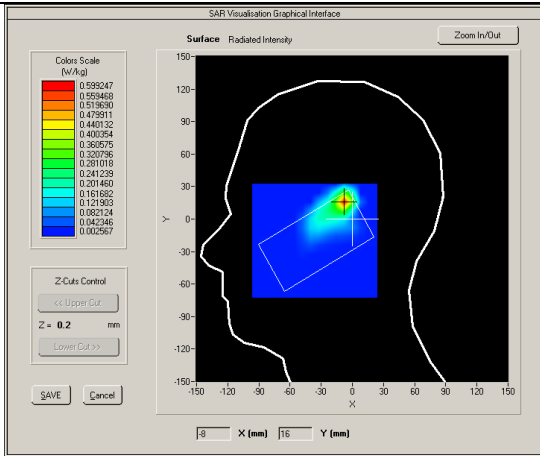 SAR Visualisation Graphical Interface
Surface Radiated Intensity
Zoom In/Out
Colors Scale
(W/kg)
0.599247
0.559468
0.519690
0.479911
0.440132
0.400354
0.360575
0.320796
0.281018
0.241239
0.201460
0.161682
0.121903
0.082124
0.042346
0.002567
Z-Cuts Control
<< Upper Cut
Z = 0.2 mm
Lower Cut >>
SAVE Cancel
Y
150-
120-
90-
60-
30-
0-
-30-
-60-
-90-
-120-
-150-
-150 -120 -90 -60 -30 0 30 60 90 120 150
X
-8 X (mm) 16 Y (mm)